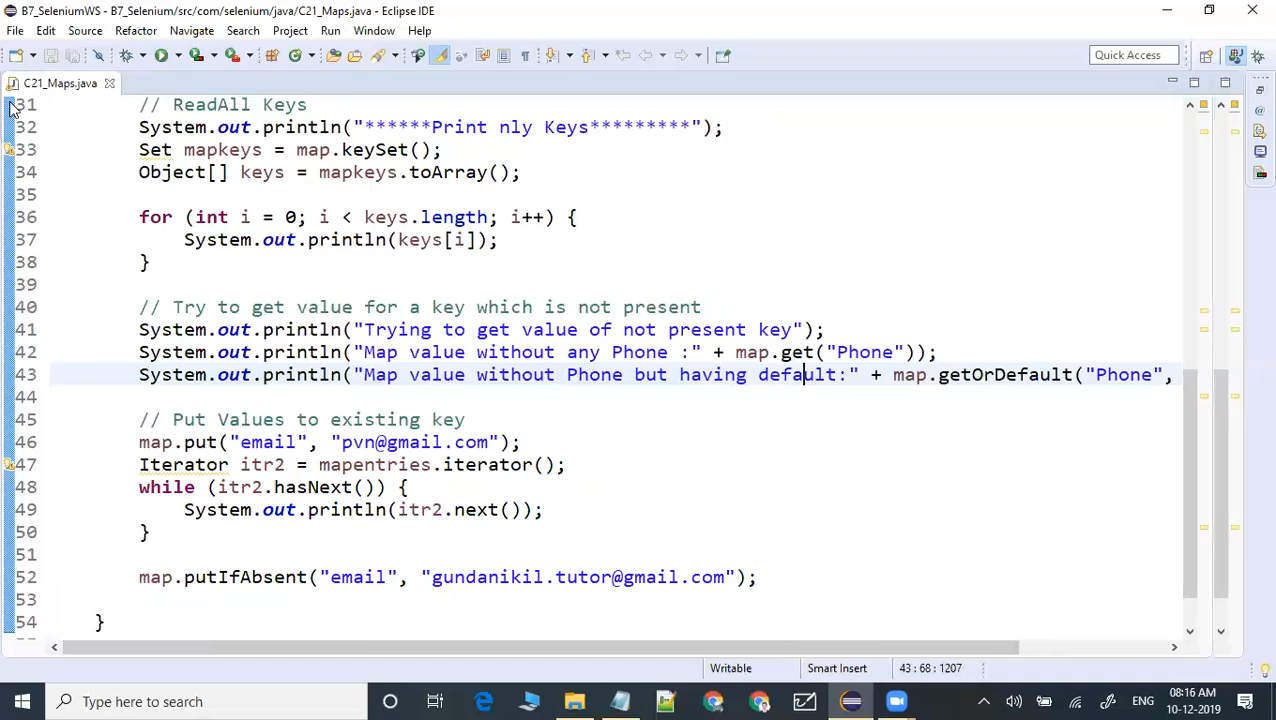 B7_SeleniumWS - B7_Selenium/src/com/selenium/java/C21_Maps.java - Eclipse IDE
File Edit Source Refactor Navigate Search Project Run Window Help
Quick Access
C21_Maps.java
31 // ReadAll Keys
32 System.out.println("******Print nly Keys*********");
33 Set mapkeys = map.keySet();
34 Object[] keys = mapkeys.toArray();
35
36 for (int i = 0; i < keys.length; i++) {
37 System.out.println(keys[i]);
38 }
39
40 // Try to get value for a key which is not present
41 System.out.println("Trying to get value of not present key");
42 System.out.println("Map value without any Phone :" + map.get("Phone"));
43 System.out.println("Map value without Phone but having default:" + map.getOrDefault("Phone",
44
45 // Put Values to existing key
46 map.put("email", "pvn@gmail.com");
47 Iterator itr2 = mapentries.iterator();
48 while (itr2.hasNext()) {
49 System.out.println(itr2.next());
50 }
51
52 map.putIfAbsent("email", "gundanikil.tutor@gmail.com");
53
54 }
Writable Smart Insert 43 : 68 : 1207
Type here to search
ENG
08:16 AM
10-12-2019